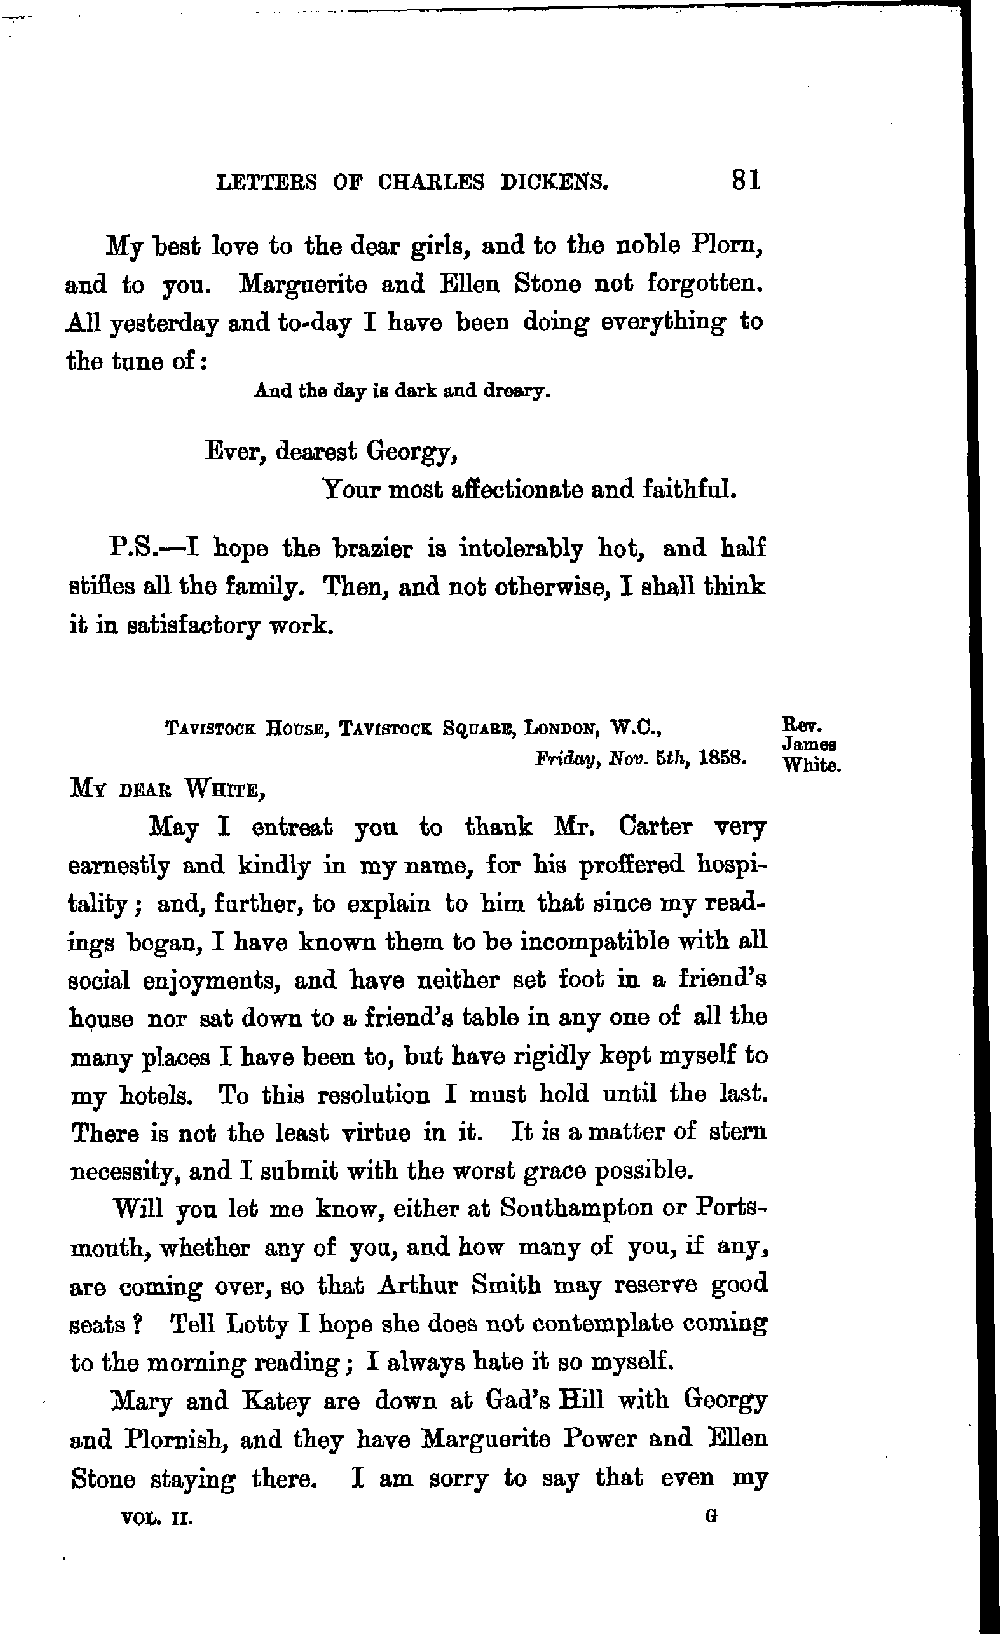 LETTERS OF CHARLES DICKENS. 81
My best love to the dear girls, and to the noble Plorn,
and to you. Marguerite and Ellen Stone not forgotten.
All yesterday and to-day I have been doing everything to
the tune of:
And the day is dark and dreary.
Ever, dearest Georgy,
Your most affectionate and faithful.
P.S.—I hope the brazier is intolerably hot, and half
stifles all the family. Then, and not otherwise, I shall think
it in satisfactory work.
TAVISTOCK HOUSE, TAVISTOCK SQUARE, LONDON, W.C.,
Friday, Nov. 5th, 1858.
Rev.
James
White.
MY DEAR WHITE,
May I entreat you to thank Mr. Carter very
earnestly and kindly in my name, for his proffered hospi-
tality; and, further, to explain to him that since my read-
ings began, I have known them to be incompatible with all
social enjoyments, and have neither set foot in a friend's
house nor sat down to a friend's table in any one of all the
many places I have been to, but have rigidly kept myself to
my hotels. To this resolution I must hold until the last.
There is not the least virtue in it. It is a matter of stern
necessity, and I submit with the worst grace possible.
Will you let me know, either at Southampton or Ports-
mouth, whether any of you, and how many of you, if any,
are coming over, so that Arthur Smith may reserve good
seats? Tell Lotty I hope she does not contemplate coming
to the morning reading; I always hate it so myself.
Mary and Katey are down at Gad's Hill with Georgy
and Plornish, and they have Marguerite Power and Ellen
Stone staying there. I am sorry to say that even my
VOL. II. G